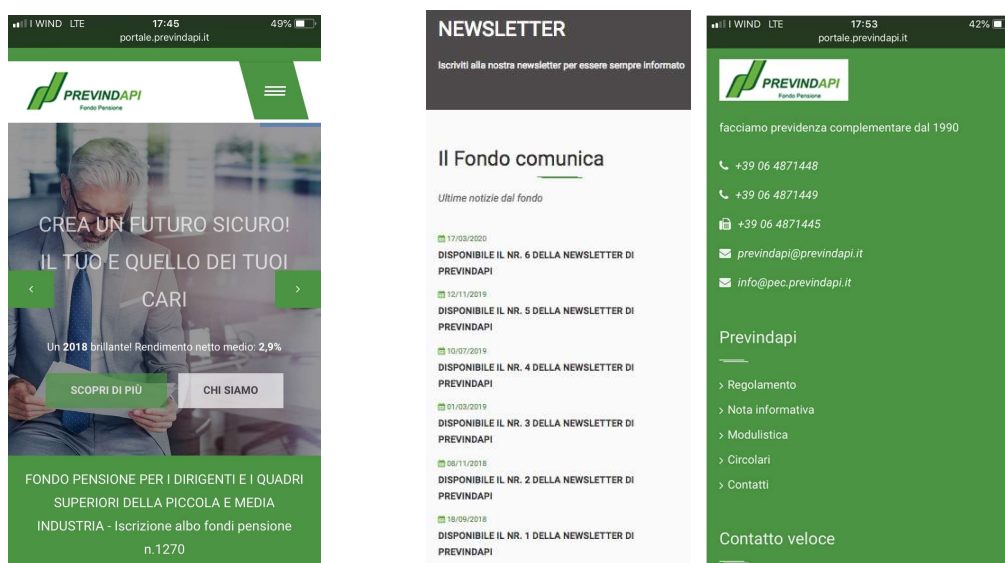 I WIND LTE 17:45 49%
portale.previndapi.it
PREVINDAPI
Fondo Pensione
CREA UN FUTURO SICURO!
IL TUO E QUELLO DEI TUOI
CARI
Un 2018 brillante! Rendimento netto medio: 2,9%
SCOPRI DI PIÙ CHI SIAMO
FONDO PENSIONE PER I DIRIGENTI E I QUADRI
SUPERIORI DELLA PICCOLA E MEDIA
INDUSTRIA - Iscrizione albo fondi pensione
n.1270
NEWSLETTER
Iscriviti alla nostra newsletter per essere sempre informato
Il Fondo comunica
Ultime notizie dal fondo
17/03/2020
DISPONIBILE IL NR. 6 DELLA NEWSLETTER DI
PREVINDAPI
12/11/2019
DISPONIBILE IL NR. 5 DELLA NEWSLETTER DI
PREVINDAPI
10/07/2019
DISPONIBILE IL NR. 4 DELLA NEWSLETTER DI
PREVINDAPI
01/03/2019
DISPONIBILE IL NR. 3 DELLA NEWSLETTER DI
PREVINDAPI
08/11/2018
DISPONIBILE IL NR. 2 DELLA NEWSLETTER DI
PREVINDAPI
18/09/2018
DISPONIBILE IL NR. 1 DELLA NEWSLETTER DI
PREVINDAPI
I WIND LTE 17:53 42%
portale.previndapi.it
PREVINDAPI
Fondo Pensione
facciamo previdenza complementare dal 1990
+39 06 4871448
+39 06 4871449
+39 06 4871445
previndapi@previndapi.it
info@pec.previndapi.it
Previndapi
> Regolamento
> Nota informativa
> Modulistica
> Circolari
> Contatti
Contatto veloce